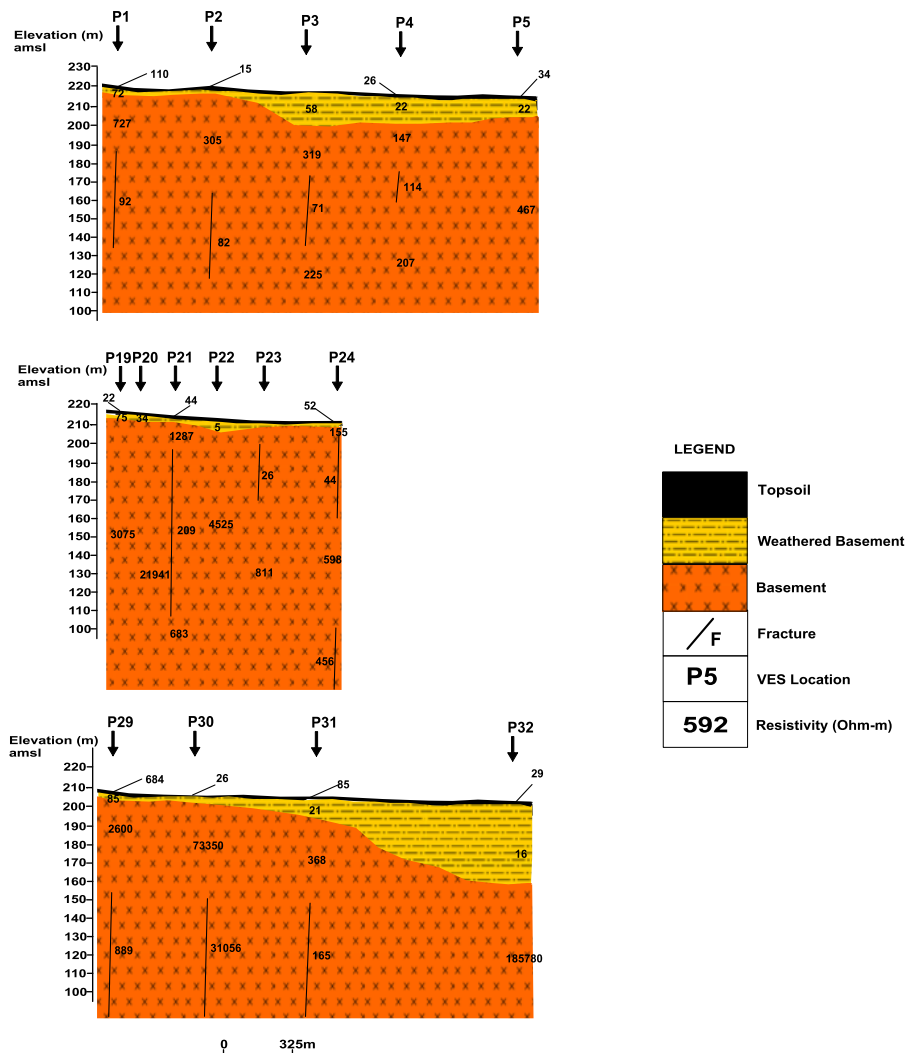 P1 P2 P3 P4 P5
Elevation (m)
amsl
230
220
210
200
190
180
170
160
150
140
130
120
110
100
110 15 26 34
72 58 22 22
727 305 319 147
92 82 71 114 467
225 207
P19 P20 P21 P22 P23 P24
Elevation (m)
amsl
220
210
200
190
180
170
160
150
140
130
120
110
100
22 44 52
75 34 5 155
1287 26 44
3075 209 4525
21941 811 598
683 456
P29 P30 P31 P32
Elevation (m)
amsl
220
210
200
190
180
170
160
150
140
130
120
110
100
684 26 85 29
85 21
2600 73350 368 16
889 31056 165 185780
0 325m
LEGEND
Topsoil
Weathered Basement
Basement
F Fracture
P5 VES Location
592 Resistivity (Ohm-m)